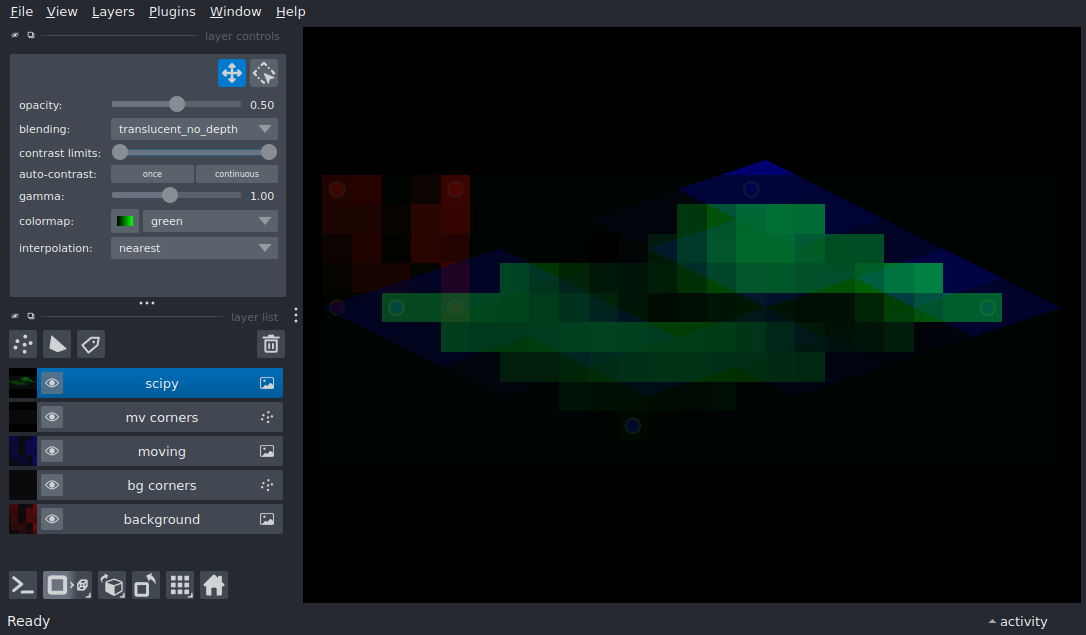 File View Layers Plugins Window Help
layer controls
opacity: 0.50
blending: translucent_no_depth
contrast limits:
auto-contrast: once continuous
gamma: 1.00
colormap: green
interpolation: nearest
layer list
scipy
mv corners
moving
bg corners
background
Ready
activity